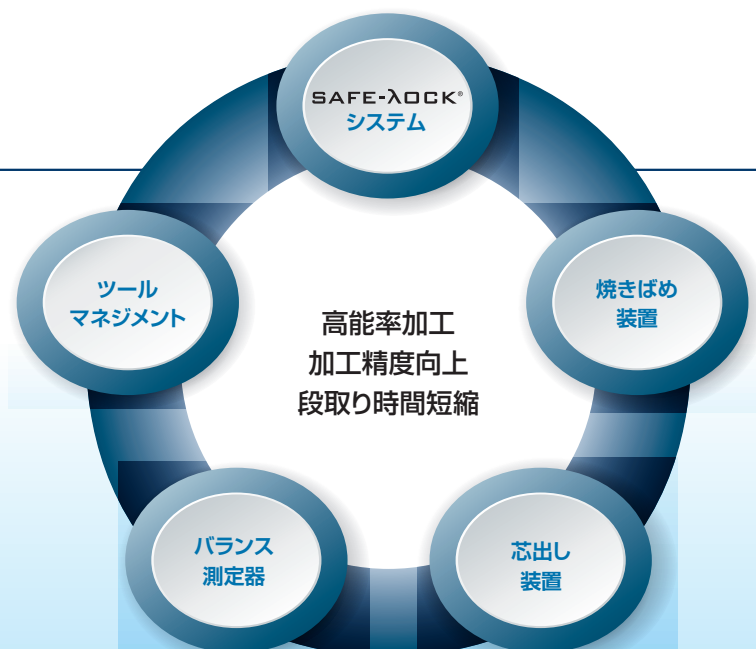 SAFE-λOCK®
システム
ツール
マネジメント
焼きばめ
装置
高能率加工
加工精度向上
段取り時間短縮
バランス
測定器
芯出し
装置